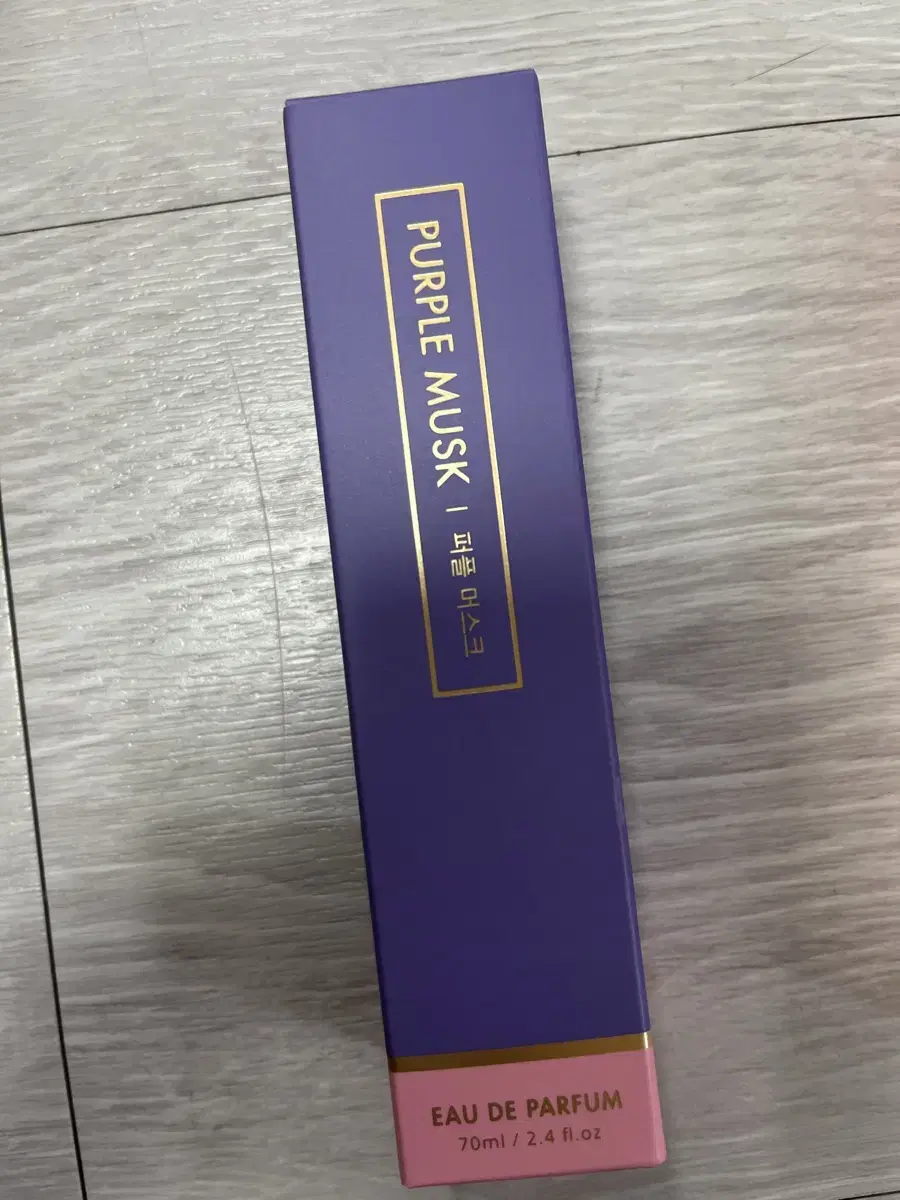 PURPLE MUSK | 퍼플 머스크
EAU DE PARFUM
70ml / 2.4 fl.oz